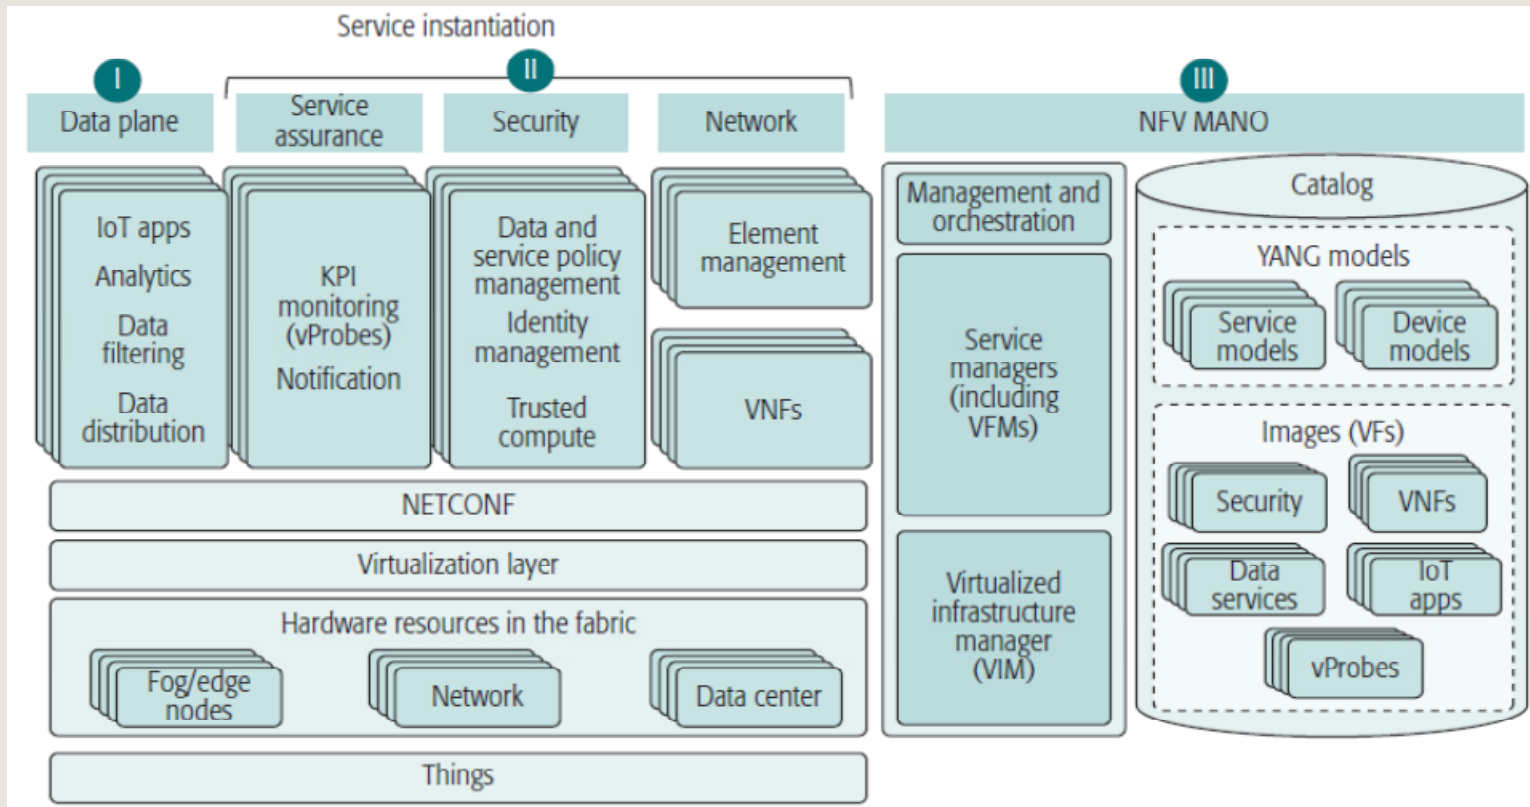 Service instantiation
I
II
III
Data plane
Service
assurance
Security
Network
NFV MANO
IoT apps
Analytics
Data
filtering
Data
distribution
KPI
monitoring
(vProbes)
Notification
Data and
service policy
management
Identity
management
Trusted
compute
Element
management
VNFs
NETCONF
Virtualization layer
Hardware resources in the fabric
Fog/edge
nodes
Network
Data center
Things
Management and
orchestration
Service
managers
(including
VFMs)
Virtualized
infrastructure
manager
(VIM)
Catalog
YANG models
Service
models
Device
models
Images (VFs)
Security
VNFs
Data
services
IoT
apps
vProbes